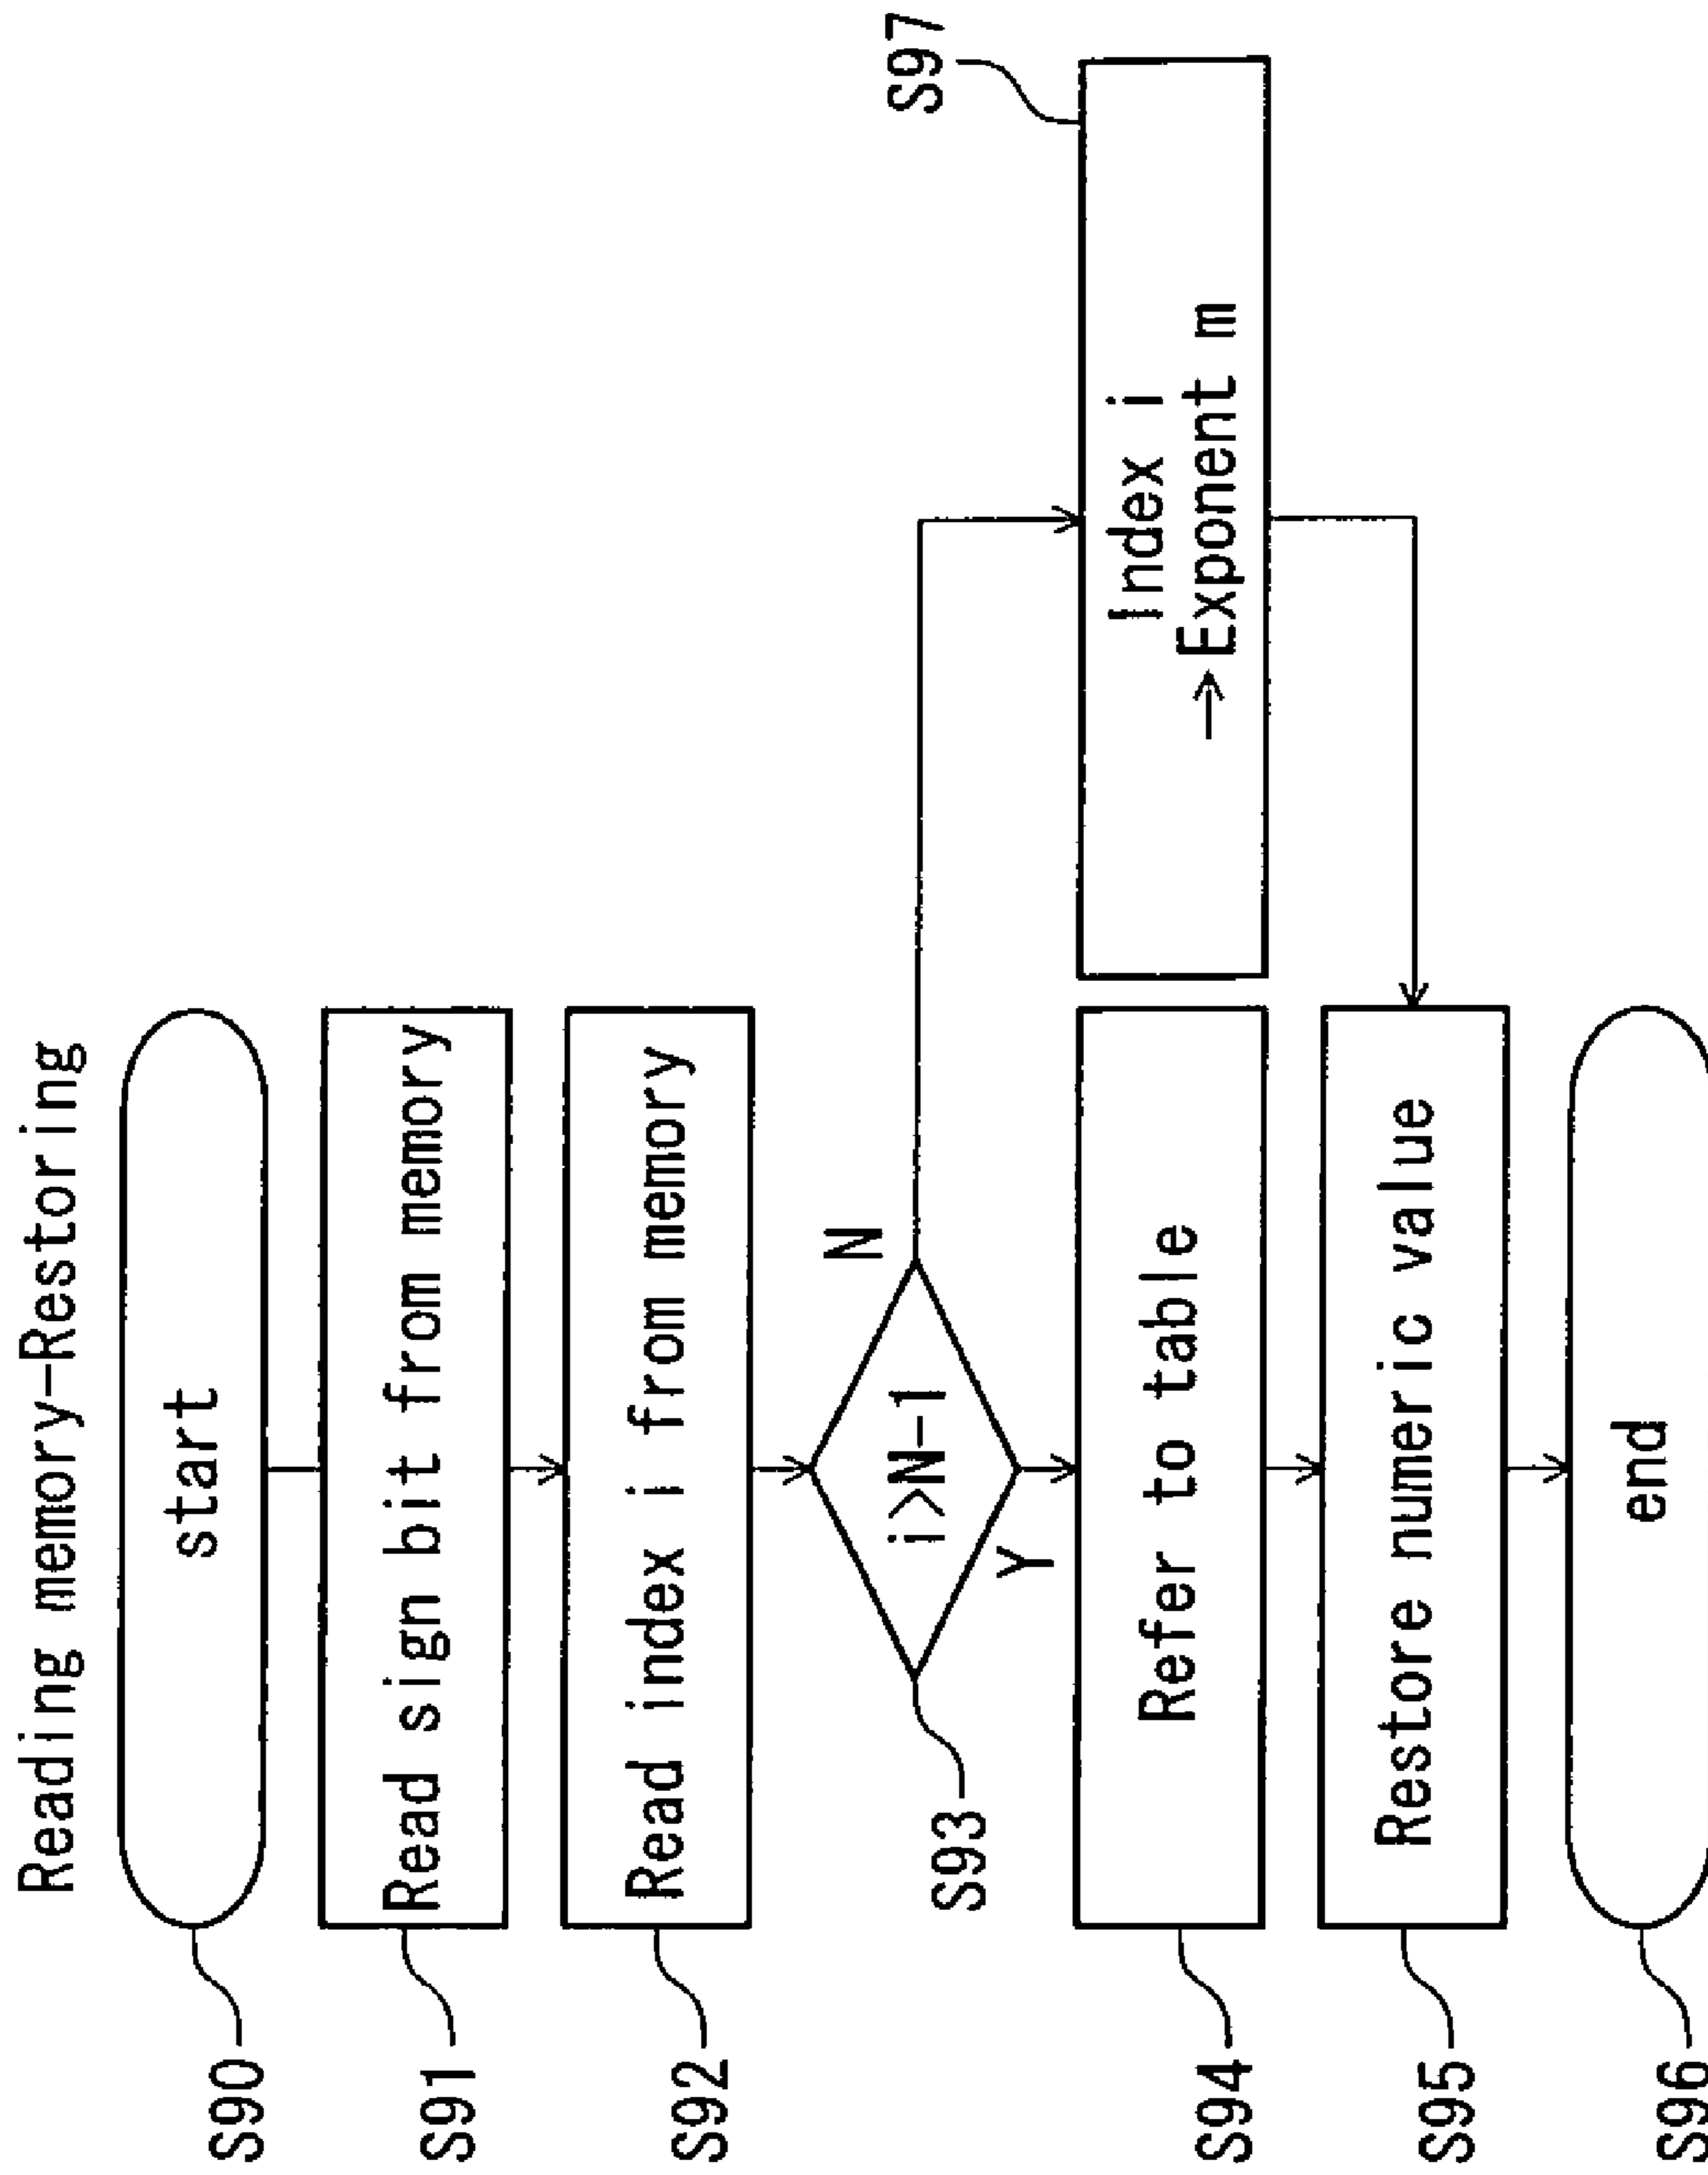 Reading memory-Restoring
S90
start
S91
Read sign bit from memory
S92
Read index i from memory
S93
i>N-1
N
Y
S94
Refer to table
S97
Index i
→Exponent m
S95
Restore numeric value
S96
end